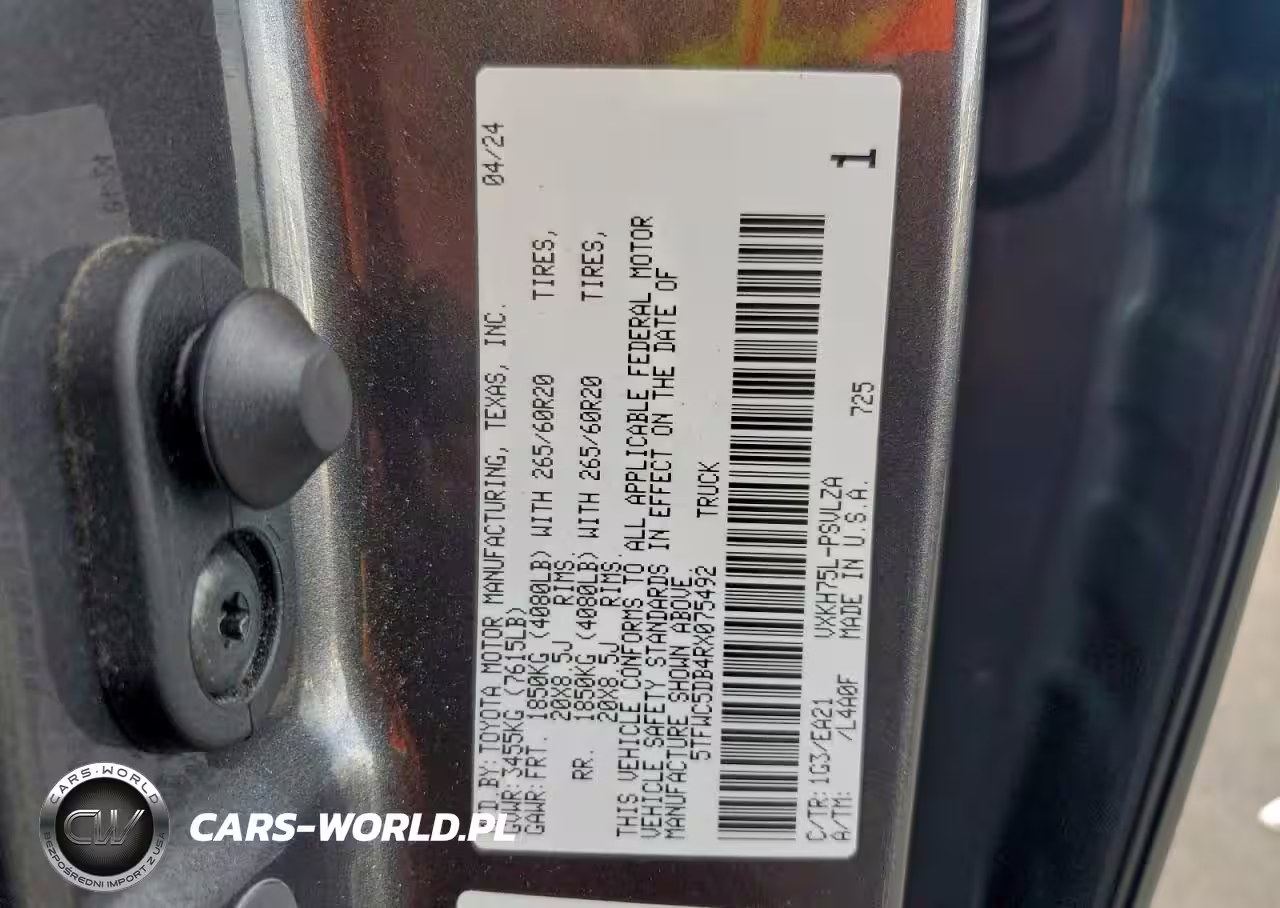 MFD.BY:TOYOTA MOTOR MANUFACTURING, TEXAS, INC. 04/24
GVWR:3455KG (7615LB)
GAWR:FRT. 1850KG (4080LB) WITH 265/60R20 TIRES,
20X8.5J RIMS.
RR. 1850KG (4080LB) WITH 265/60R20 TIRES,
20X8.5J RIMS.
THIS VEHICLE CONFORMS TO ALL APPLICABLE FEDERAL MOTOR
VEHICLE SAFETY STANDARDS IN EFFECT ON THE DATE OF
MANUFACTURE SHOWN ABOVE.
5TFWC5DB4RX075492 TRUCK
C/TR:1G3/EA21 VXKH75L-PSVLZA
A/TM: /L4A0F MADE IN U.S.A. 725
1
CARS-WORLD
CW
BEZPOŚREDNI IMPORT Z USA
CARS-WORLD.PL